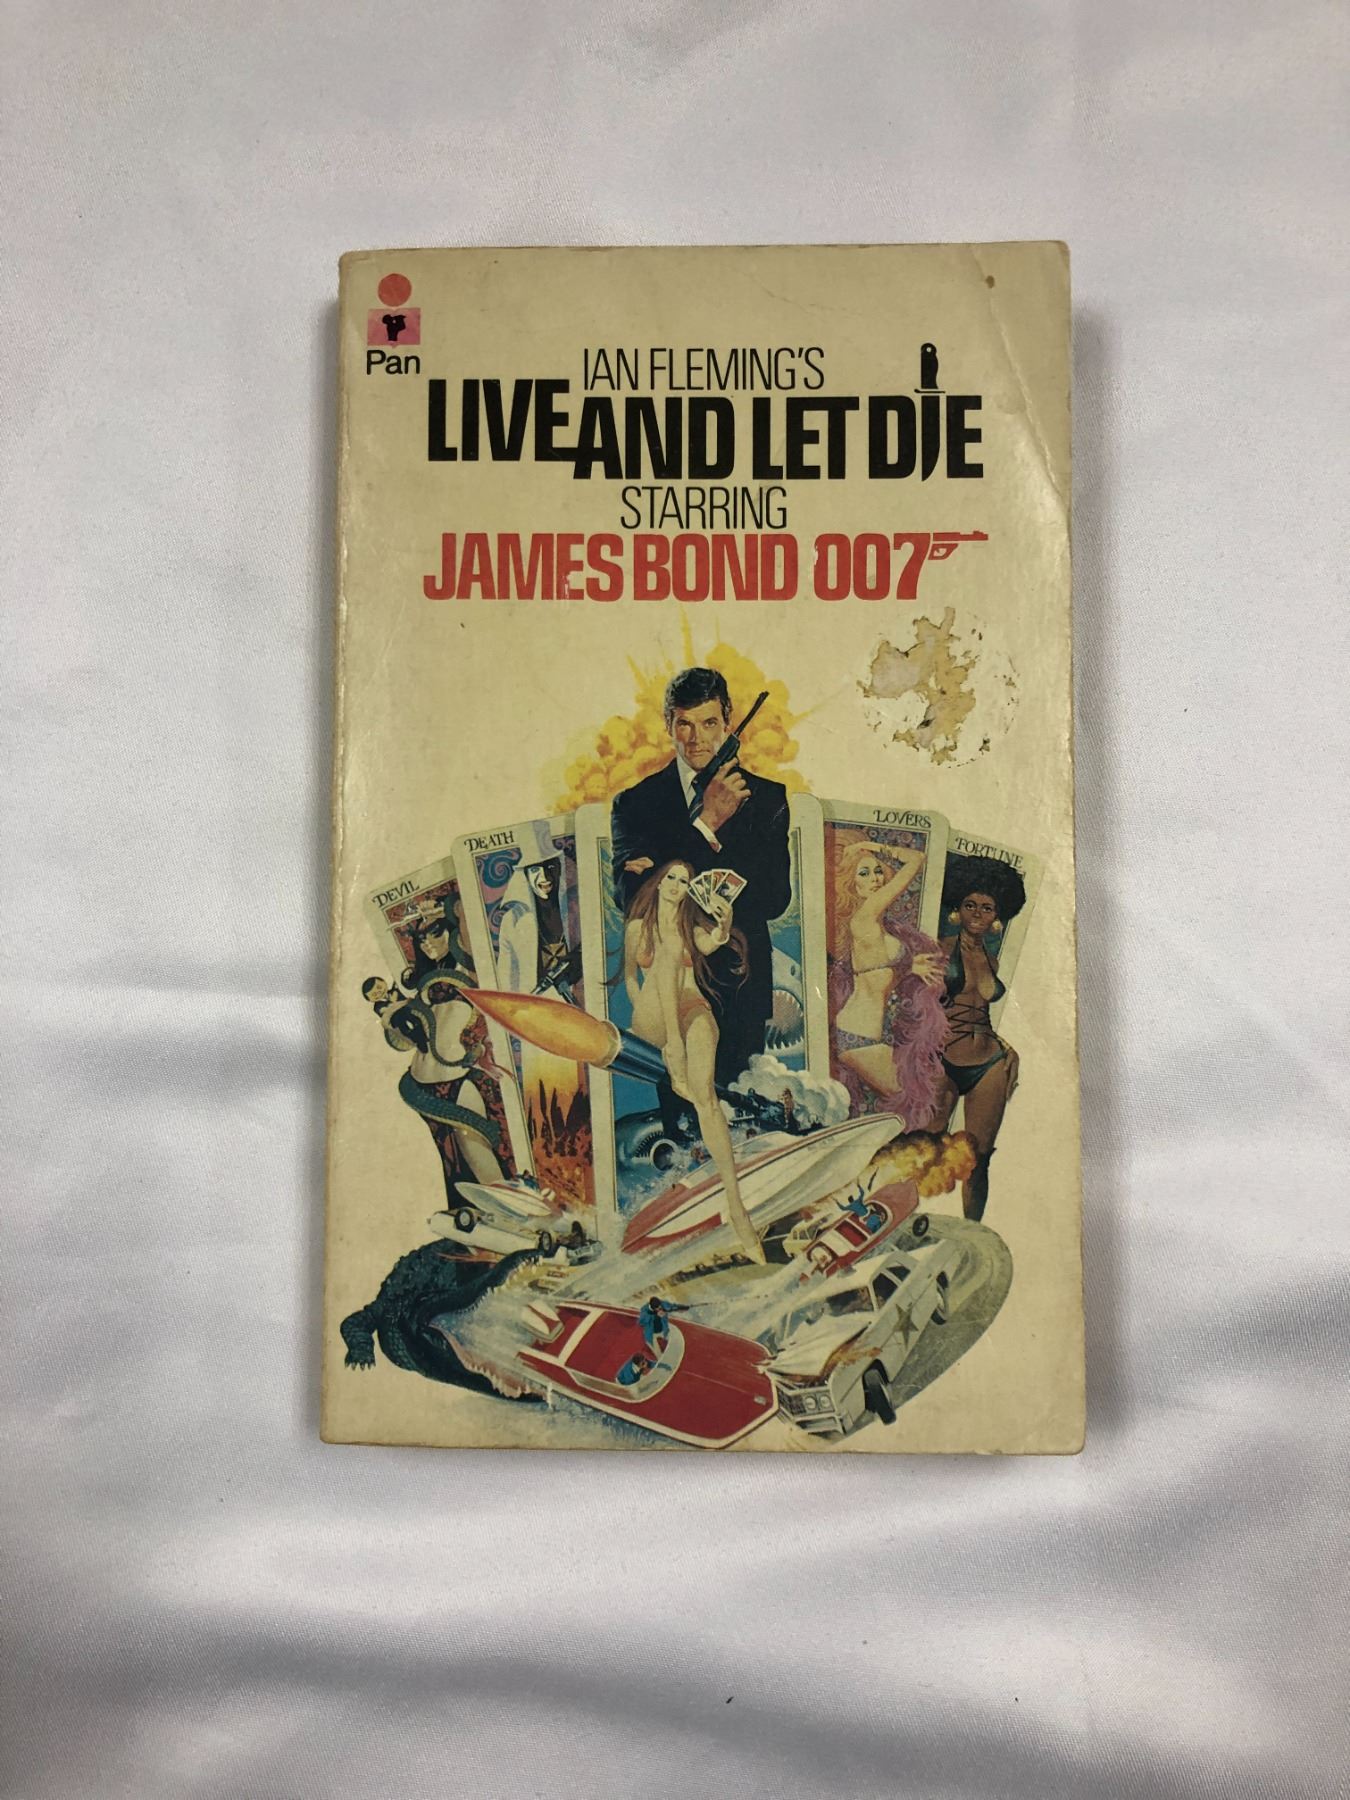 Pan
IAN FLEMING'S
LIVE AND LET DIE
STARRING
JAMES BOND 007
DEVIL
DEATH
LOVERS
FORTUNE